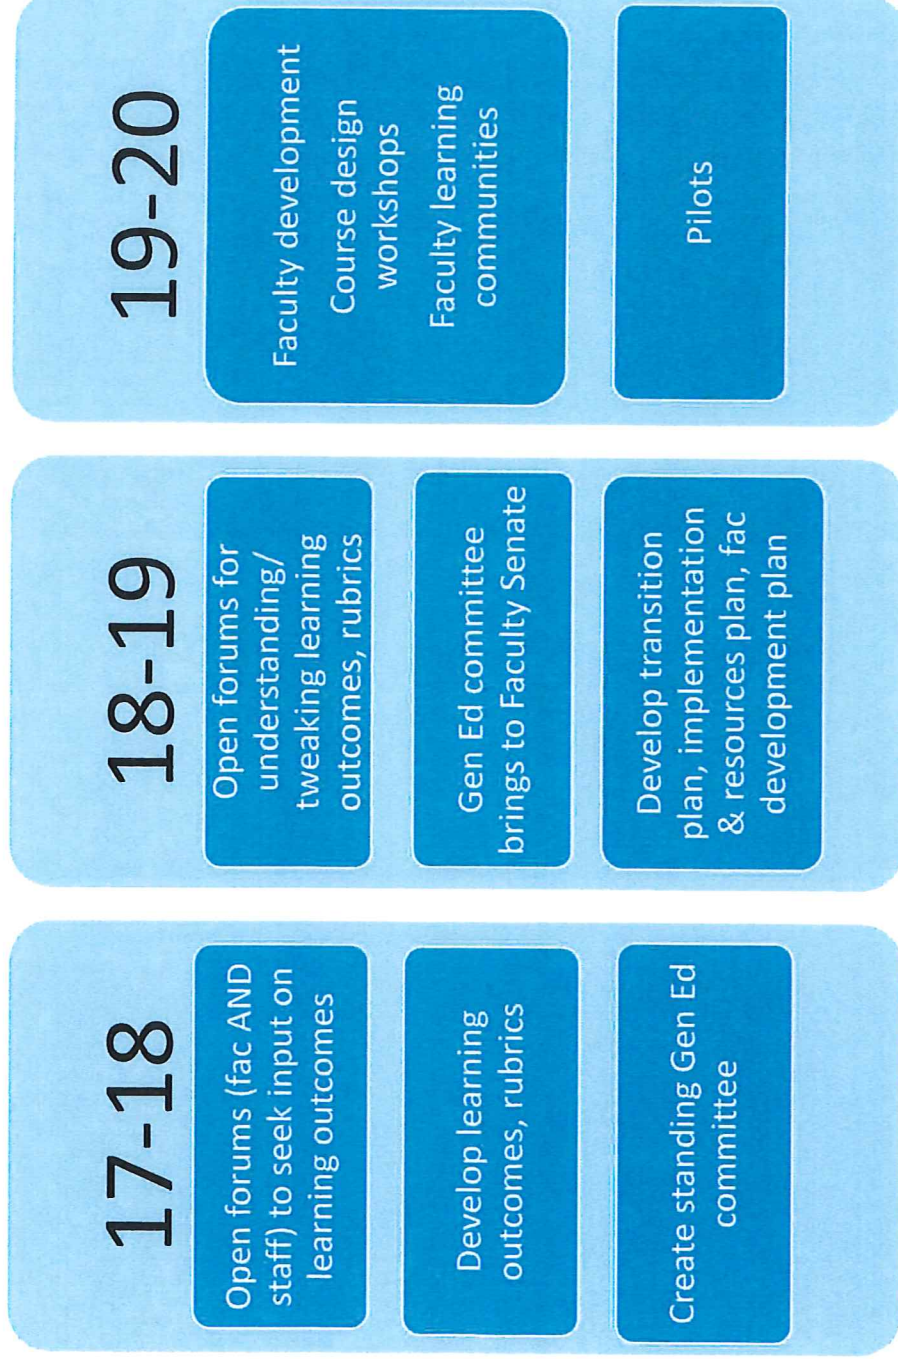 17-18
Open forums (fac AND
staff) to seek input on
learning outcomes
Develop learning
outcomes, rubrics
Create standing Gen Ed
committee
18-19
Open forums for
understanding/
tweaking learning
outcomes, rubrics
Gen Ed committee
brings to Faculty Senate
Develop transition
plan, implementation
& resources plan, fac
development plan
19-20
Faculty development
Course design
workshops
Faculty learning
communities
Pilots